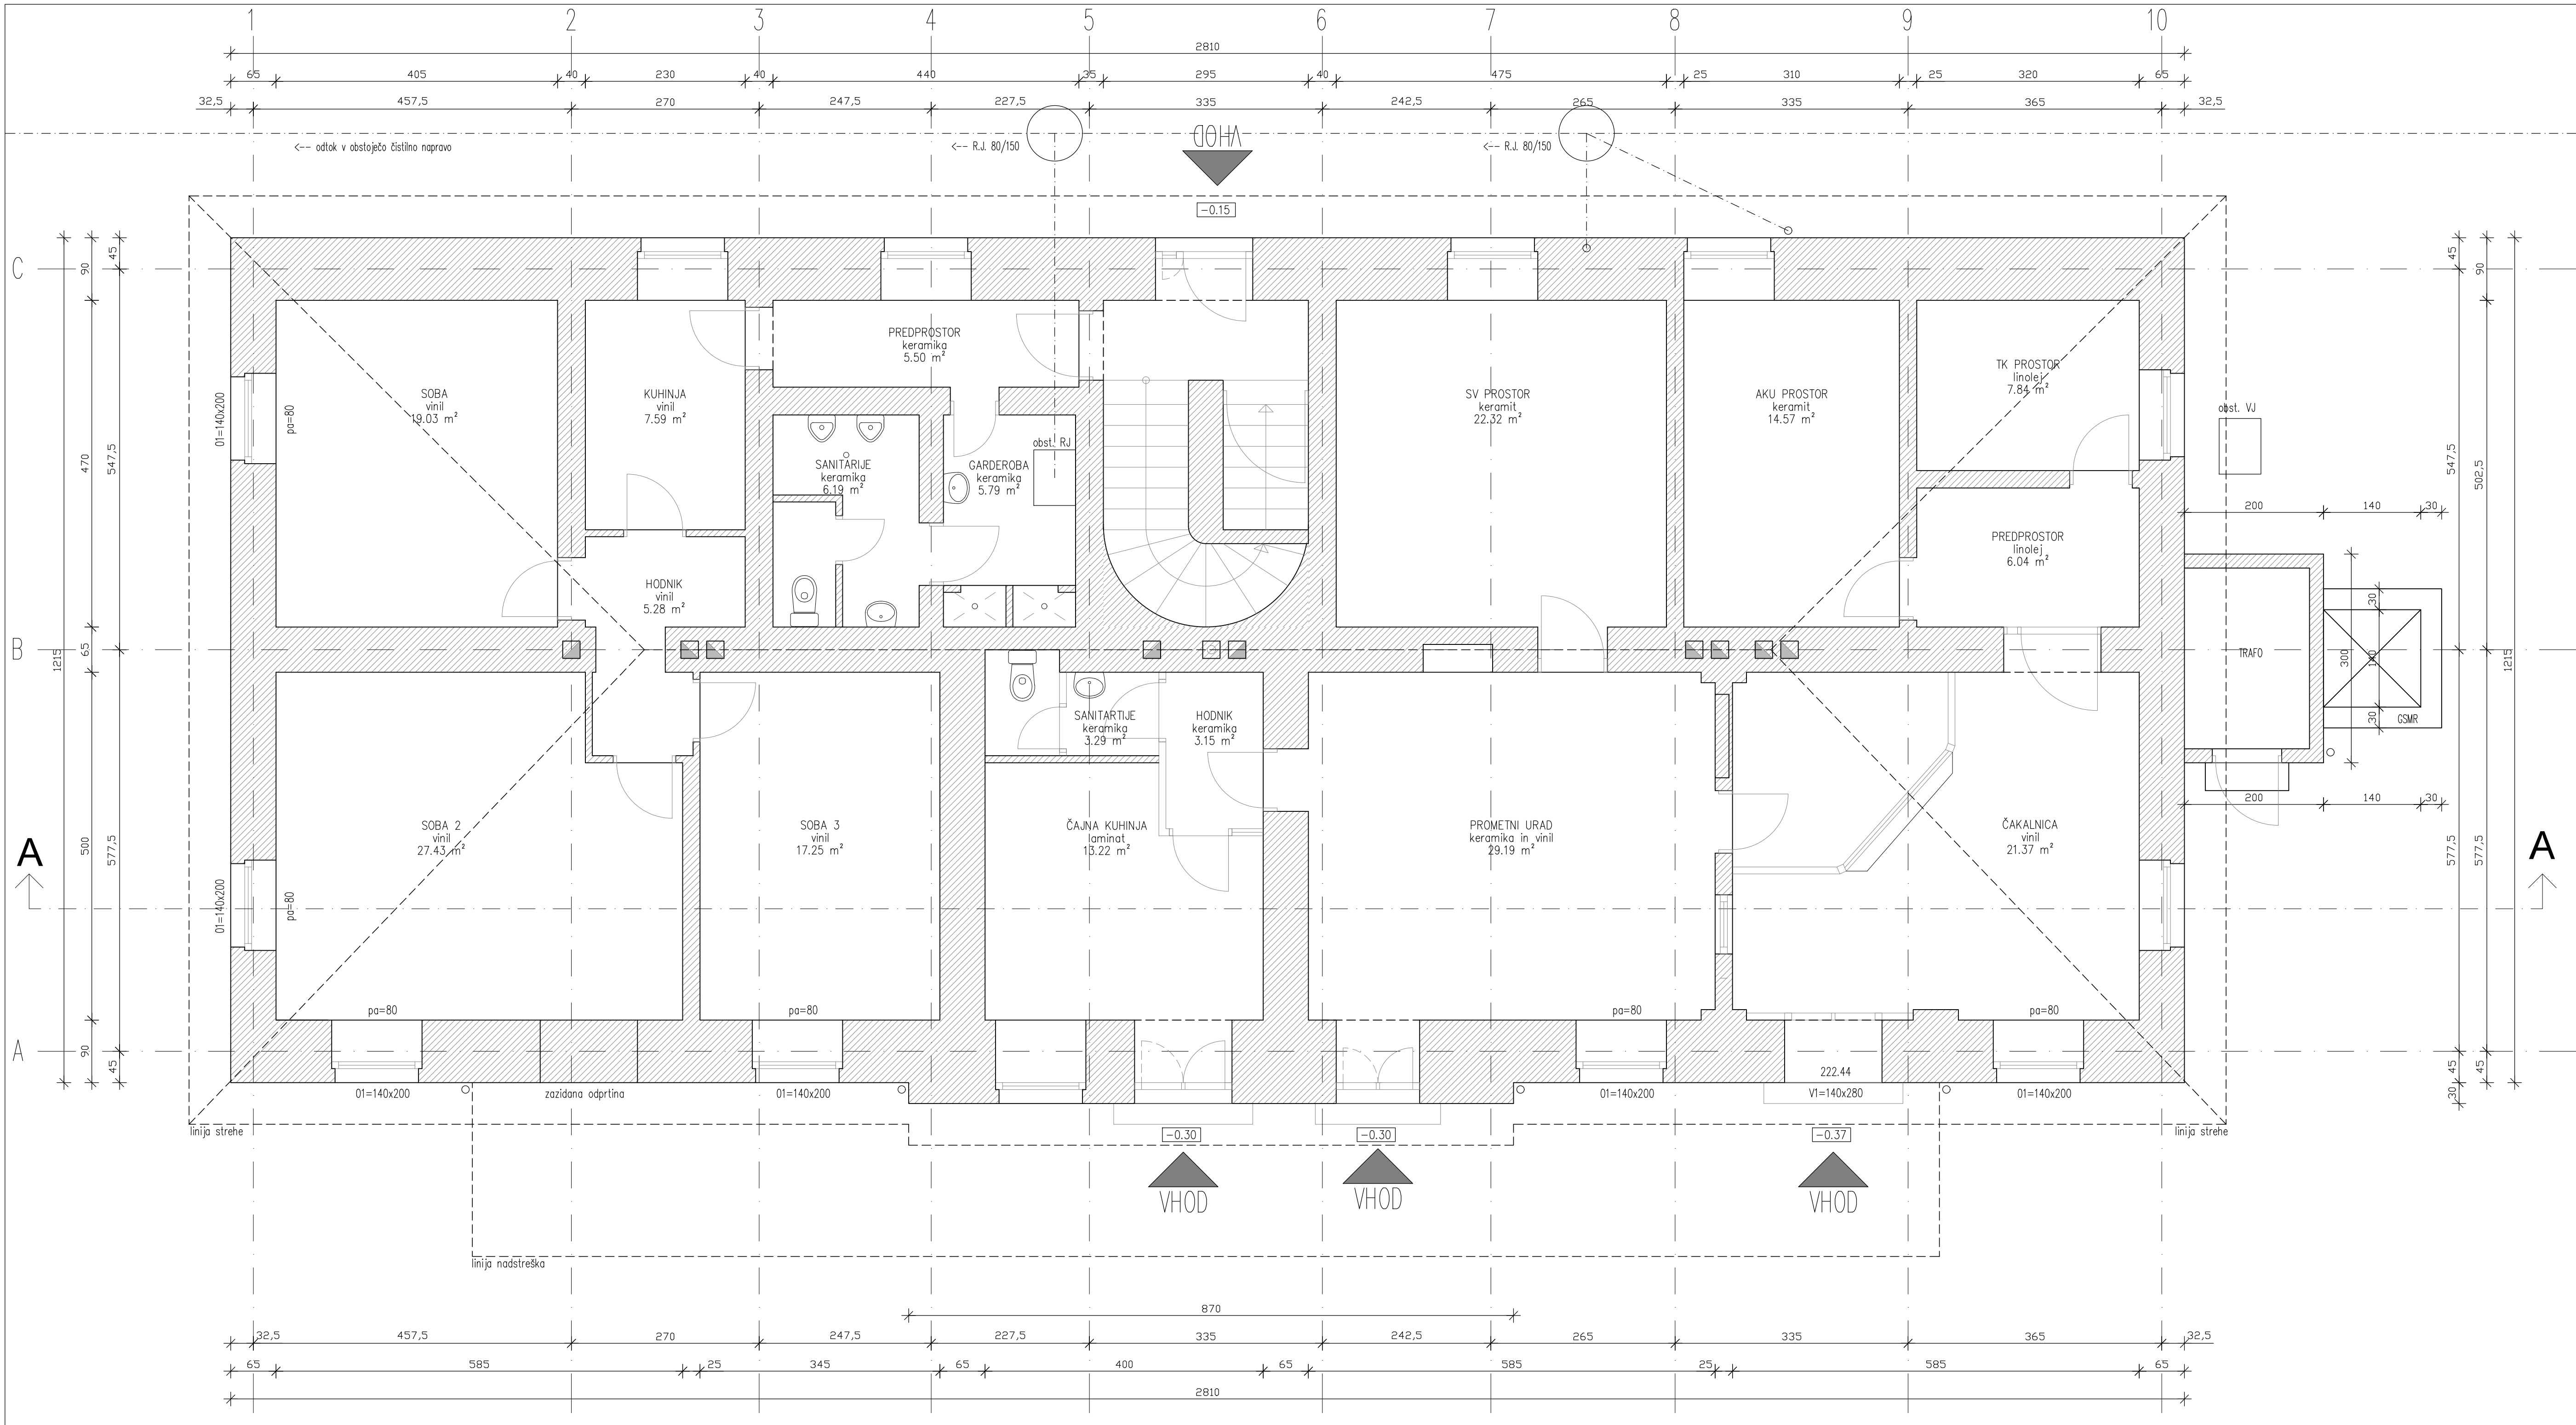 1 2 3 4 5 6 7 8 9 10
2810
65 405 40 230 40 440 35 295 40 475 25 310 25 320 65
32,5 457,5 270 247,5 227,5 335 242,5 265 335 365 32,5
<-- odtok v obstoječo čistilno napravo
<-- R.J. 80/150
<-- R.J. 80/150
VHOD
-0.15
C
B
A
45
90
547,5
470
65
1215
577,5
500
90
45
45
90
547,5
502,5
1215
577,5
577,5
45
45
30
01=140x200
pa=80
SOBA
vinil
19.03 m²
KUHINJA
vinil
7.59 m²
PREDPROSTOR
keramika
5.50 m²
SANITARIJE
keramika
6.19 m²
obst. RJ
GARDEROBA
keramika
5.79 m²
HODNIK
vinil
5.28 m²
SV PROSTOR
keramit
22.32 m²
AKU PROSTOR
keramit
14.57 m²
TK PROSTOR
linolej
7.84 m²
PREDPROSTOR
linolej
6.04 m²
obst. VJ
200 140 30
TRAFO
300
30
140
30
GSMR
200 140 30
SANITARTIJE
keramika
3.29 m²
HODNIK
keramika
3.15 m²
SOBA 2
vinil
27.43 m²
SOBA 3
vinil
17.25 m²
ČAJNA KUHINJA
laminat
13.22 m²
PROMETNI URAD
keramika in vinil
29.19 m²
ČAKALNICA
vinil
21.37 m²
A
A
01=140x200
pa=80
pa=80
pa=80
pa=80
pa=80
222.44
01=140x200
zazidana odprtina
01=140x200
01=140x200
V1=140x280
01=140x200
linija strehe
linija strehe
-0.30
-0.30
-0.37
VHOD
VHOD
VHOD
linija nadstreška
870
32,5 457,5 270 247,5 227,5 335 242,5 265 335 365 32,5
65 585 25 345 65 400 65 585 25 585 65
2810